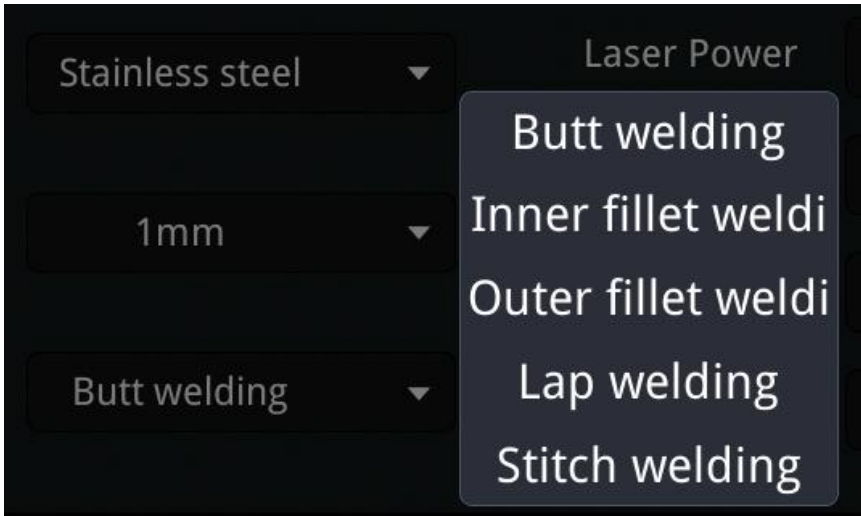 Stainless steel
Laser Power
Butt welding
Inner fillet weldi
1mm
Outer fillet weldi
Butt welding
Lap welding
Stitch welding